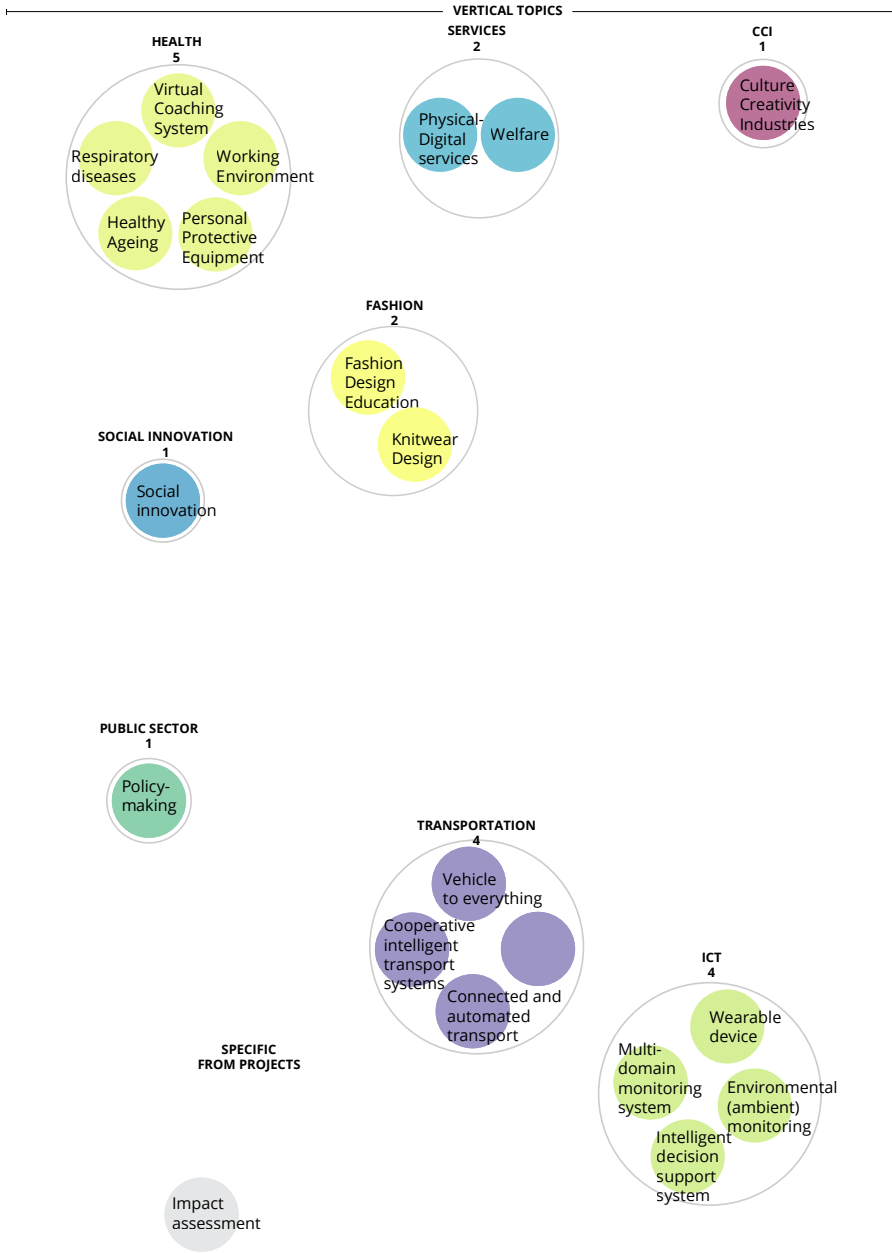 VERTICAL TOPICS
HEALTH
5
Virtual
Coaching
System
Respiratory
diseases
Working
Environment
Healthy
Ageing
Personal
Protective
Equipment
SERVICES
2
Physical-
Digital
services
Welfare
CCI
1
Culture
Creativity
Industries
FASHION
2
Fashion
Design
Education
Knitwear
Design
SOCIAL INNOVATION
1
Social
innovation
PUBLIC SECTOR
1
Policy-
making
TRANSPORTATION
4
Vehicle
to everything
Cooperative
intelligent
transport
systems
Connected and
automated
transport
ICT
4
Wearable
device
Multi-
domain
monitoring
system
Environmental
(ambient)
monitoring
Intelligent
decision
support
system
SPECIFIC
FROM PROJECTS
Impact
assessment